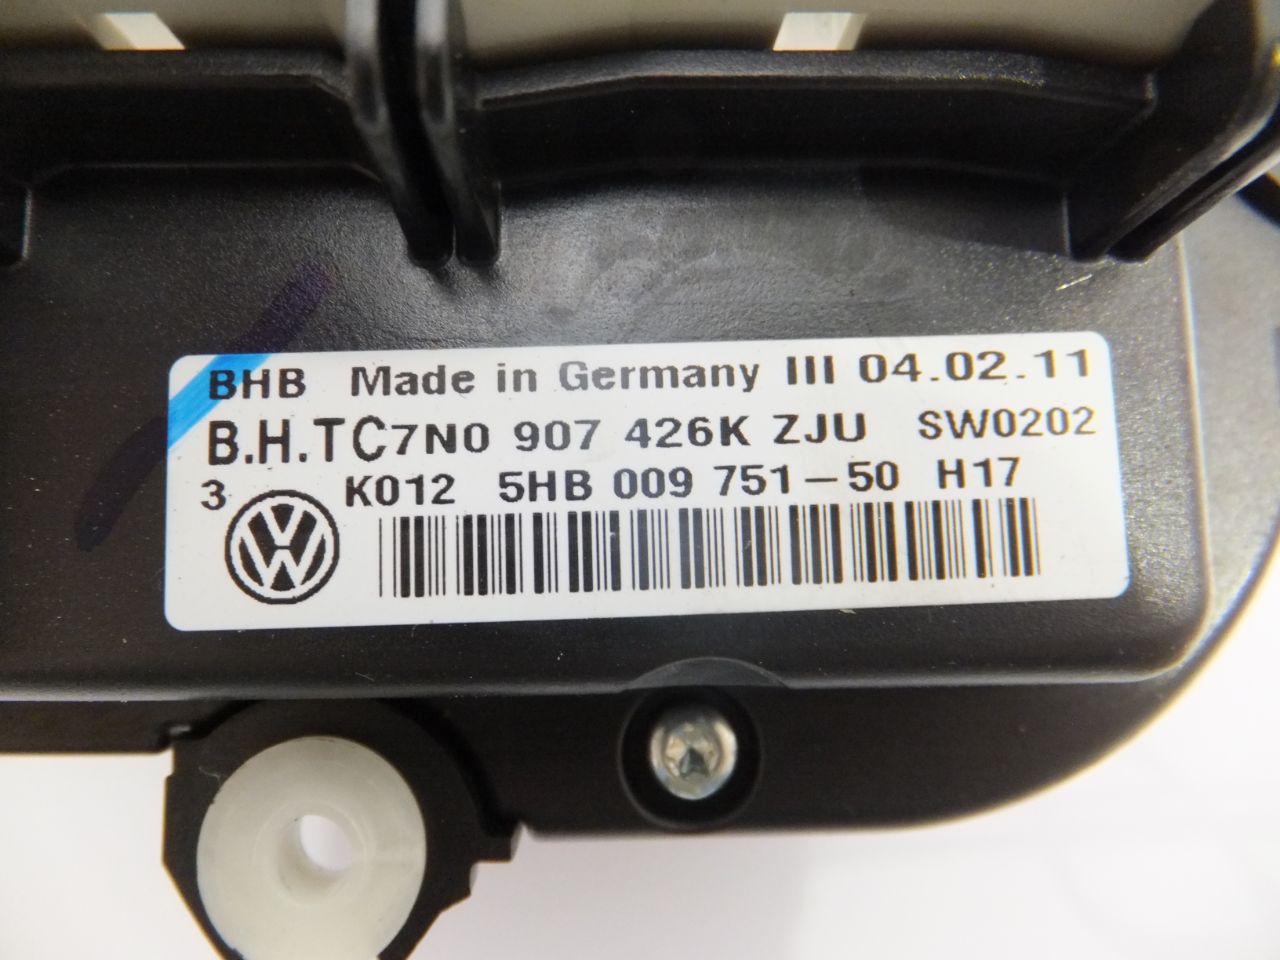 BHB Made in Germany III 04.02.11
B.H.TC7N0 907 426K ZJU SW0202
3 K012 5HB 009 751-50 H17